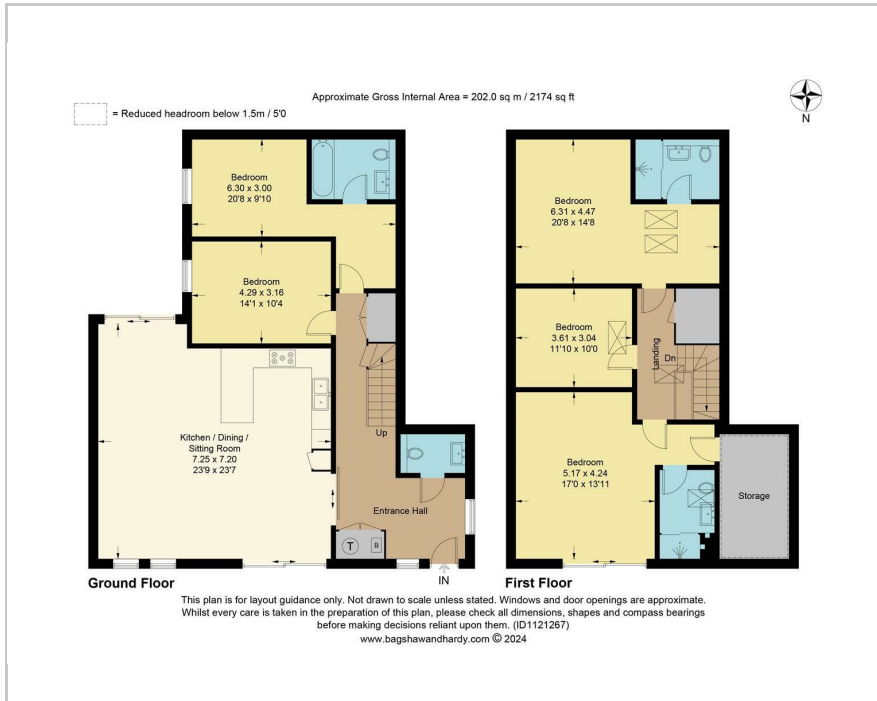 Approximate Gross Internal Area = 202.0 sq m / 2174 sq ft
= Reduced headroom below 1.5m / 5'0
N
Bedroom
6.30 x 3.00
20'8 x 9'10
Bedroom
4.29 x 3.16
14'1 x 10'4
Kitchen / Dining /
Sitting Room
7.25 x 7.20
23'9 x 23'7
Up
Entrance Hall
T
B
IN
Ground Floor
Bedroom
6.31 x 4.47
20'8 x 14'8
Bedroom
3.61 x 3.04
11'10 x 10'0
Landing
Dn
Bedroom
5.17 x 4.24
17'0 x 13'11
Storage
First Floor
This plan is for layout guidance only. Not drawn to scale unless stated. Windows and door openings are approximate.
Whilst every care is taken in the preparation of this plan, please check all dimensions, shapes and compass bearings
before making decisions reliant upon them. (ID1121267)
www.bagshawandhardy.com © 2024